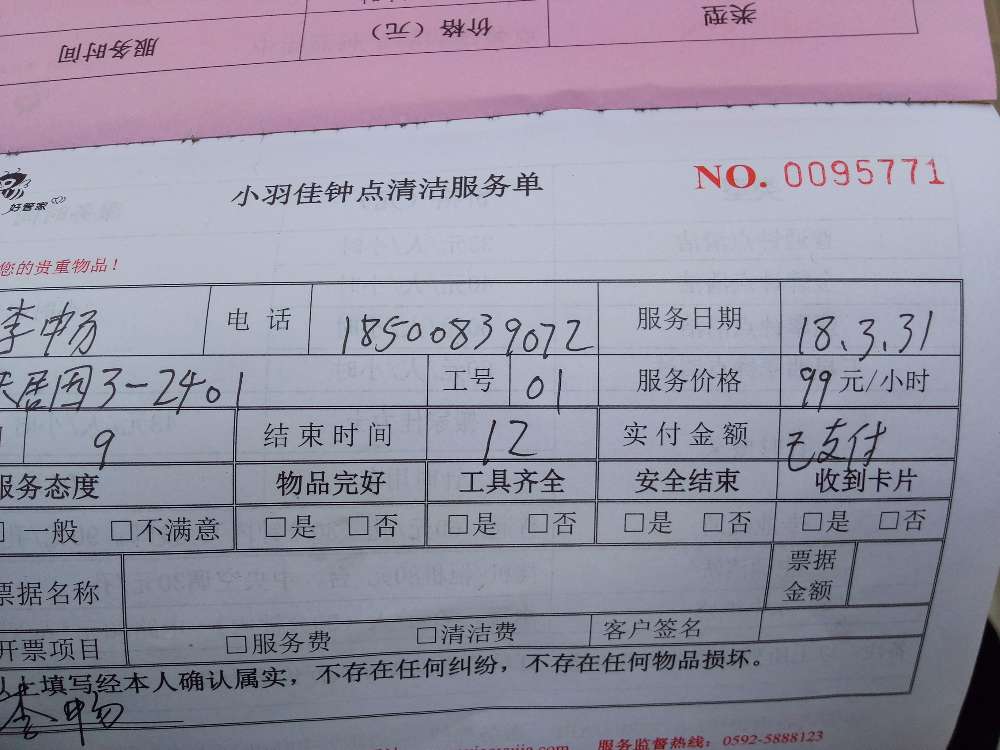 类型 价格（元） 服务时间
好管家
小羽佳钟点清洁服务单 NO. 0095771
您的贵重物品！
李畅 电 话 18500839072 服务日期 18.3.31
居园3-2401 工号 01 服务价格 99 元/小时
9 结束时间 12 实付金额 已支付
服务态度 物品完好 工具齐全 安全结束 收到卡片
□一般 □不满意 □是 □否 □是 □否 □是 □否 □是 □否
票据名称 票据金额
开票项目 □服务费 □清洁费 客户签名
以上填写经本人确认属实，不存在任何纠纷，不存在任何物品损坏。
李畅
服务监督热线：0592-5888123